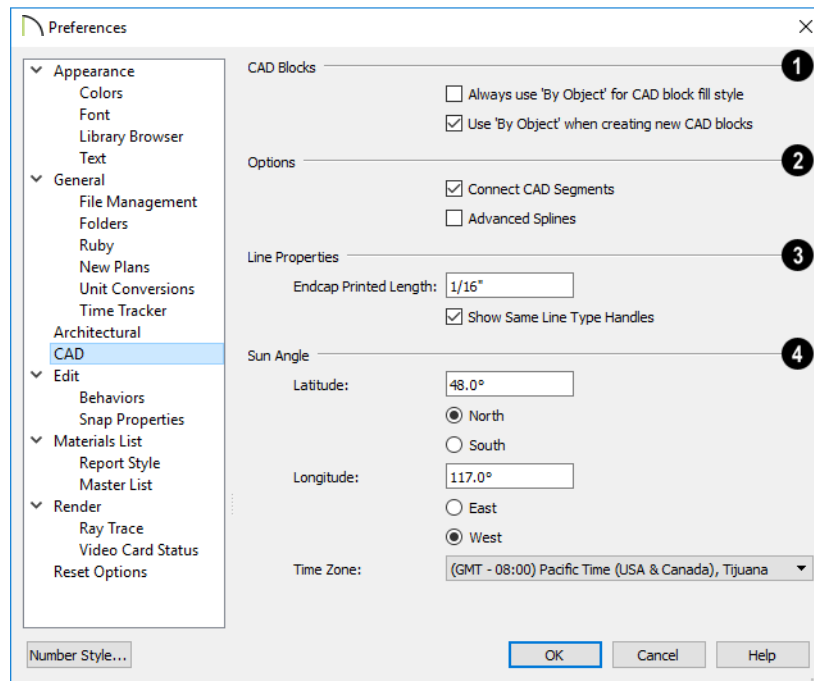 Preferences
Appearance
Colors
Font
Library Browser
Text
General
File Management
Folders
Ruby
New Plans
Unit Conversions
Time Tracker
Architectural
CAD
Edit
Behaviors
Snap Properties
Materials List
Report Style
Master List
Render
Ray Trace
Video Card Status
Reset Options
CAD Blocks 1
Always use 'By Object' for CAD block fill style
Use 'By Object' when creating new CAD blocks
Options 2
Connect CAD Segments
Advanced Splines
Line Properties 3
Endcap Printed Length: 1/16"
Show Same Line Type Handles
Sun Angle 4
Latitude: 48.0°
North
South
Longitude: 117.0°
East
West
Time Zone: (GMT - 08:00) Pacific Time (USA & Canada), Tijuana
Number Style... OK Cancel Help